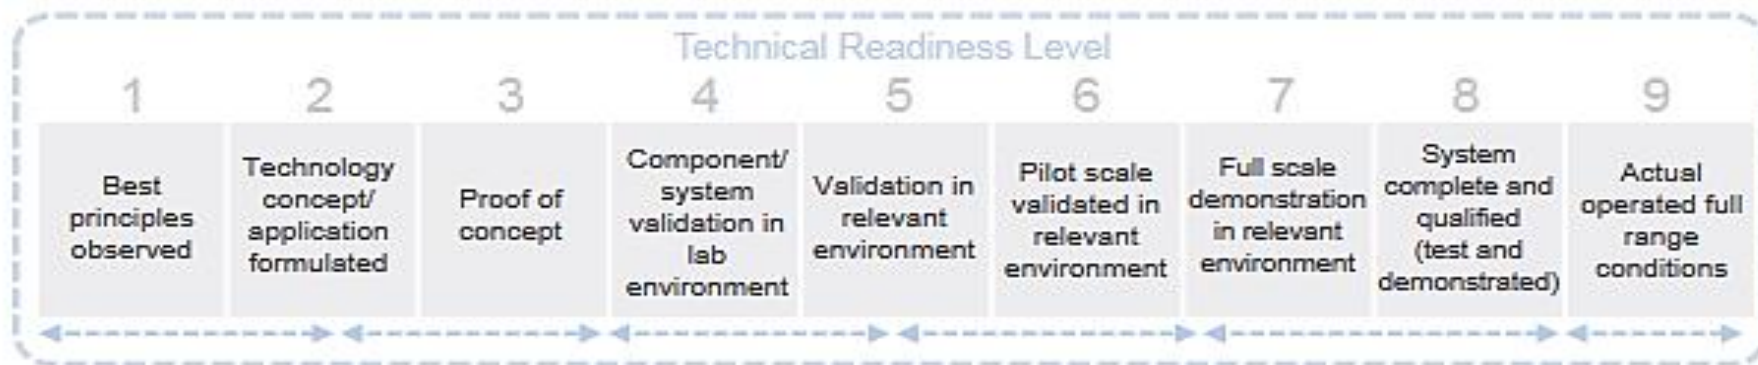 Technical Readiness Level
1
2
3
4
5
6
7
8
9
Best
principles
observed
Technology
concept/
application
formulated
Proof of
concept
Component/
system
validation in
lab
environment
Validation in
relevant
environment
Pilot scale
validated in
relevant
environment
Full scale
demonstration
in relevant
environment
System
complete and
qualified
(test and
demonstrated)
Actual
operated full
range
conditions